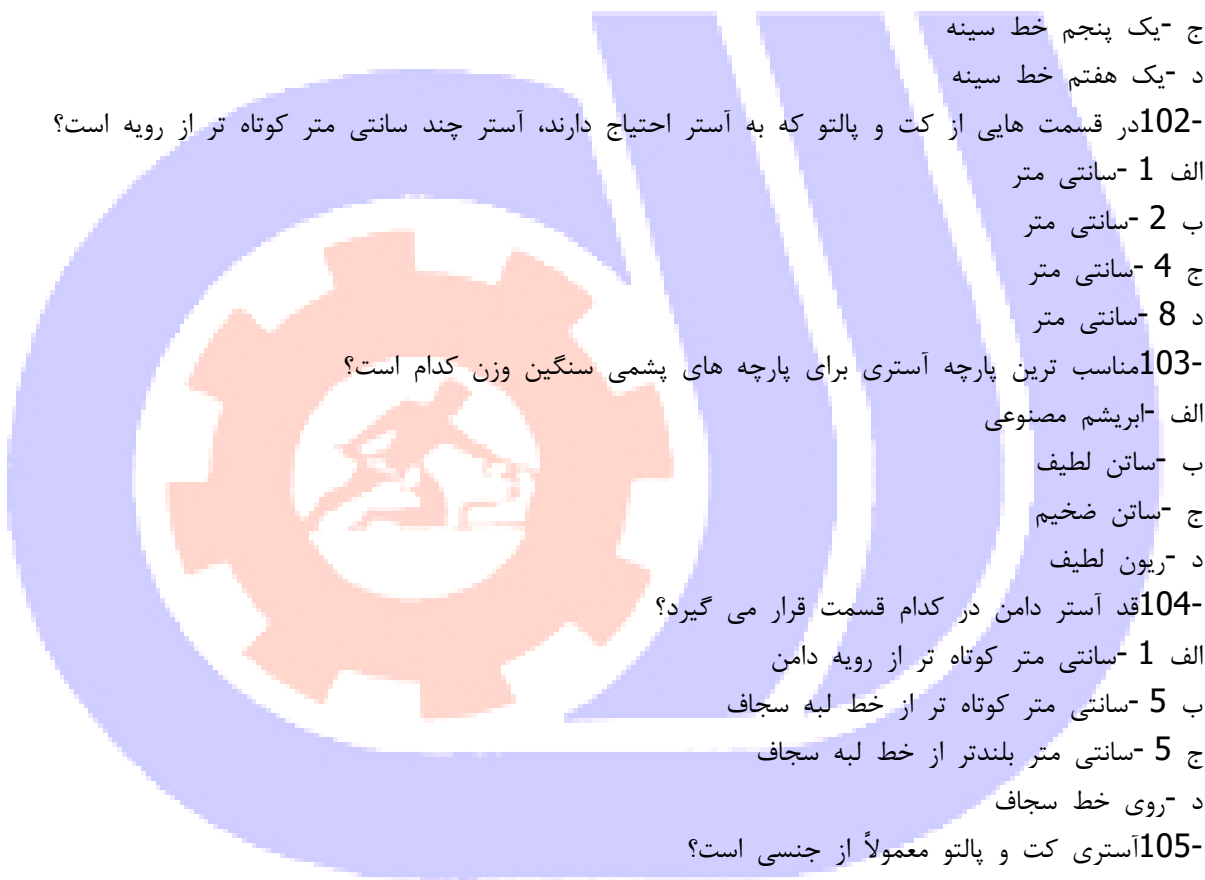 ج -یک پنجم خط سینه
د -یک هفتم خط سینه
-102در قسمت هایی از کت و پالتو که به آستر احتیاج دارند، آستر چند سانتی متر کوتاه تر از رویه است؟
الف 1 -سانتی متر
ب 2 -سانتی متر
ج 4 -سانتی متر
د 8 -سانتی متر
-103مناسب ترین پارچه آستری برای پارچه های پشمی سنگین وزن کدام است؟
الف -ابریشم مصنوعی
ب -ساتن لطیف
ج -ساتن ضخیم
د -ریون لطیف
-104قد آستر دامن در کدام قسمت قرار می گیرد؟
الف 1 -سانتی متر کوتاه تر از رویه دامن
ب 5 -سانتی متر کوتاه تر از خط لبه سجاف
ج 5 -سانتی متر بلندتر از خط لبه سجاف
د -روی خط سجاف
-105آستری کت و پالتو معمولاً از جنسی است؟